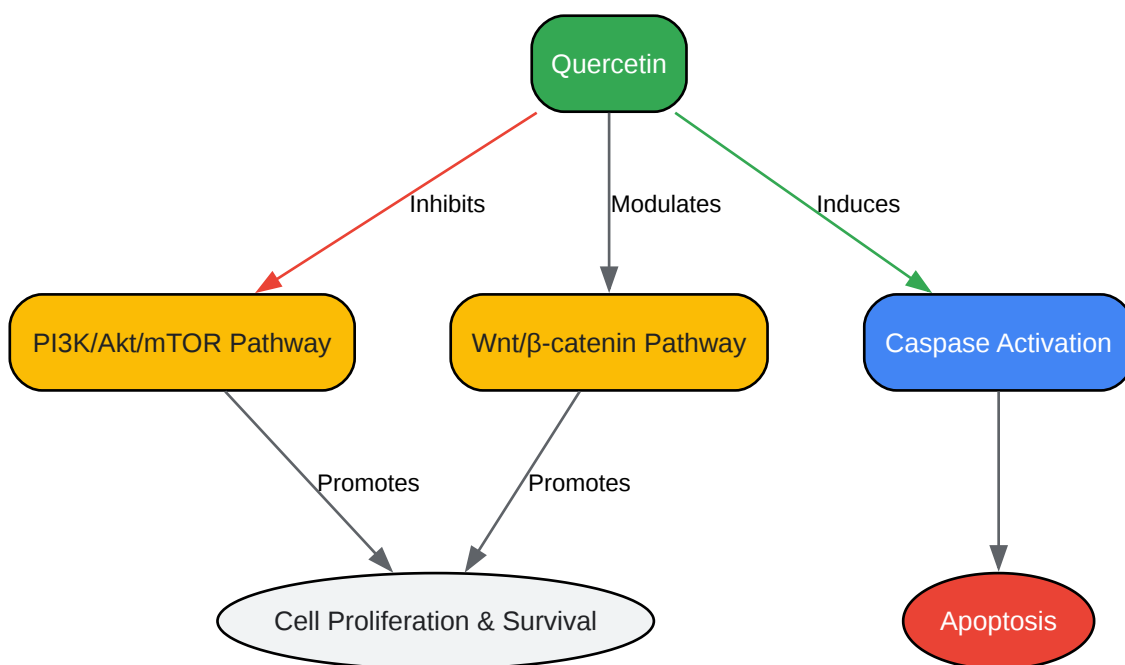 Quercetin
Inhibits
Modulates
Induces
PI3K/Akt/mTOR Pathway
Wnt/β-catenin Pathway
Caspase Activation
Promotes
Promotes
Cell Proliferation & Survival
Apoptosis